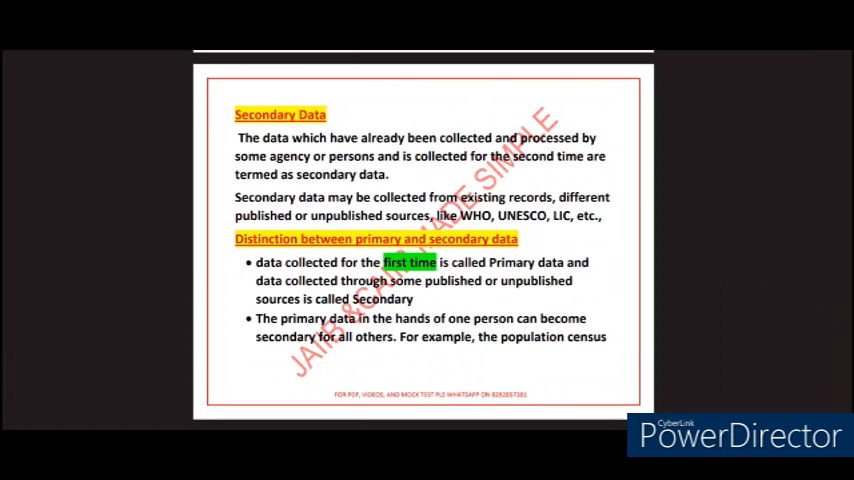 Secondary Data
The data which have already been collected and processed by
some agency or persons and is collected for the second time are
termed as secondary data.
Secondary data may be collected from existing records, different
published or unpublished sources, like WHO, UNESCO, LIC, etc.,
Distinction between primary and secondary data
• data collected for the first time is called Primary data and
data collected through some published or unpublished
sources is called Secondary
• The primary data in the hands of one person can become
secondary for all others. For example, the population census
JAIIB & CAIIB MADE SIMPLE
FOR PDF, VIDEOS, AND MOCK TEST PLS WHATSAPP ON 8292857381
CyberLink
PowerDirector